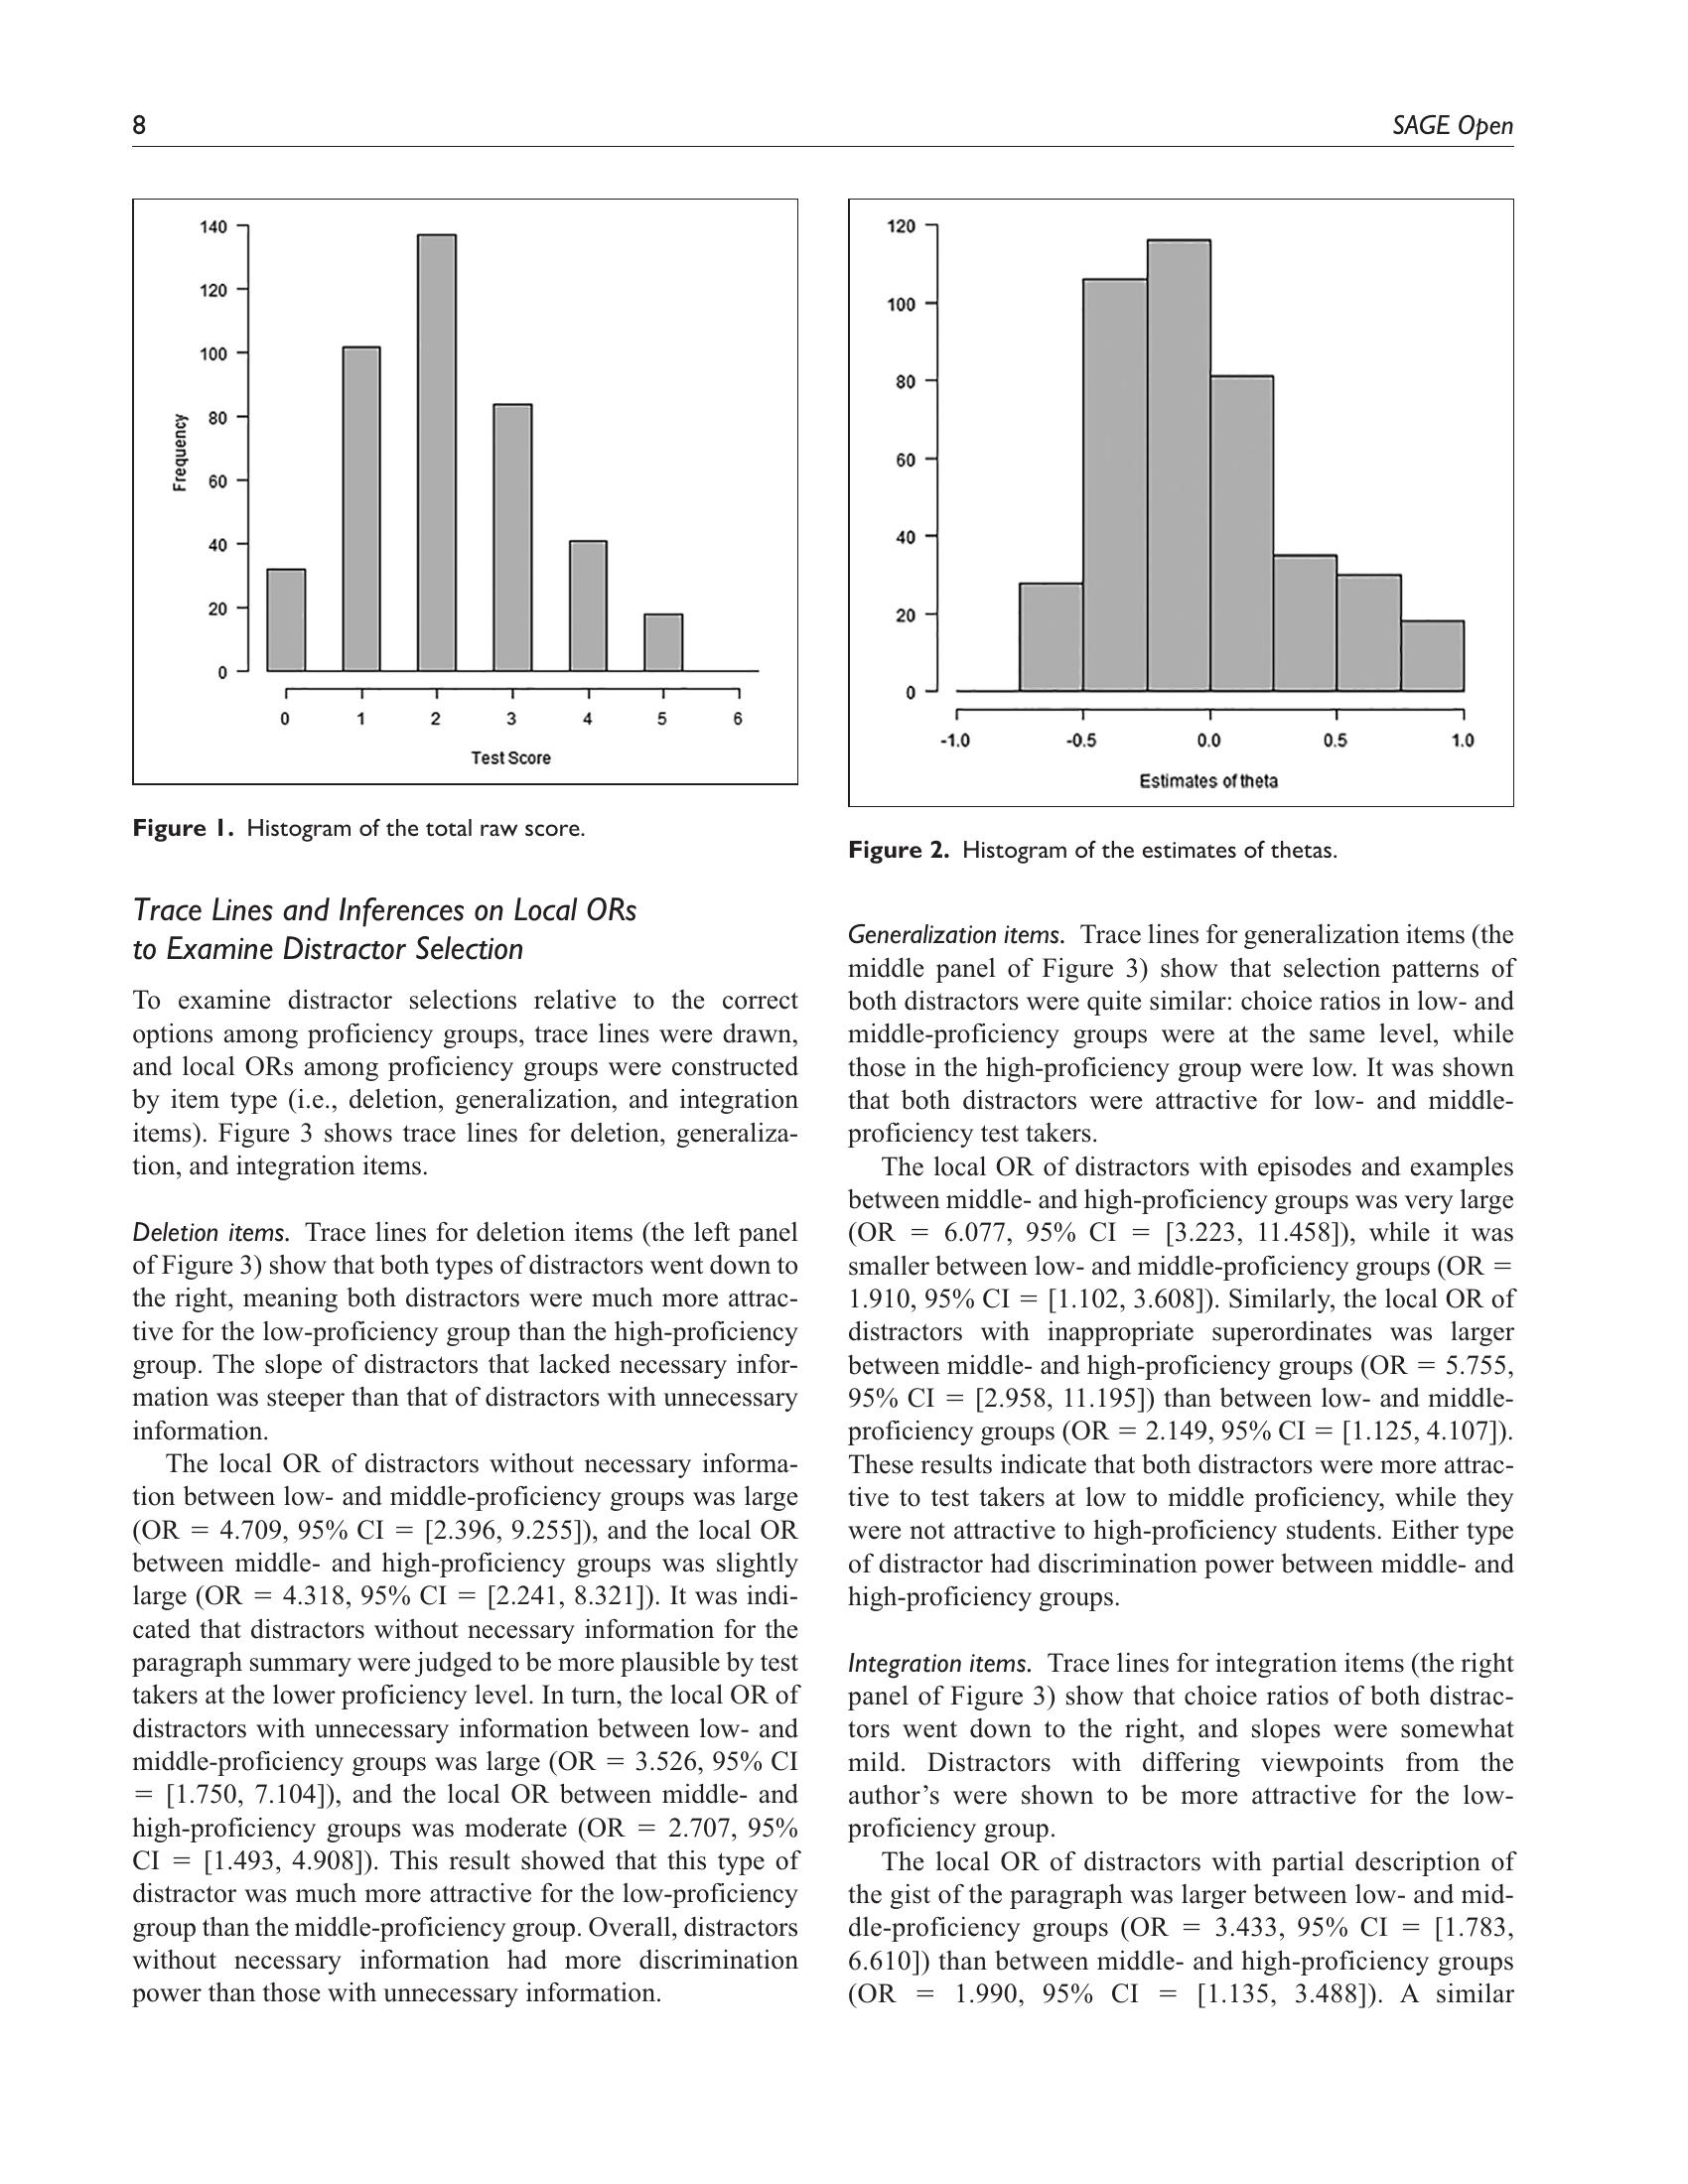 8
SAGE Open
140
120
100
80
60
40
20
0
Frequency
0 1 2 3 4 5 6
Test Score
Figure 1. Histogram of the total raw score.
Trace Lines and Inferences on Local ORs
to Examine Distractor Selection
To examine distractor selections relative to the correct
options among proficiency groups, trace lines were drawn,
and local ORs among proficiency groups were constructed
by item type (i.e., deletion, generalization, and integration
items). Figure 3 shows trace lines for deletion, generaliza-
tion, and integration items.
Deletion items. Trace lines for deletion items (the left panel
of Figure 3) show that both types of distractors went down to
the right, meaning both distractors were much more attrac-
tive for the low-proficiency group than the high-proficiency
group. The slope of distractors that lacked necessary infor-
mation was steeper than that of distractors with unnecessary
information.
The local OR of distractors without necessary informa-
tion between low- and middle-proficiency groups was large
(OR = 4.709, 95% CI = [2.396, 9.255]), and the local OR
between middle- and high-proficiency groups was slightly
large (OR = 4.318, 95% CI = [2.241, 8.321]). It was indi-
cated that distractors without necessary information for the
paragraph summary were judged to be more plausible by test
takers at the lower proficiency level. In turn, the local OR of
distractors with unnecessary information between low- and
middle-proficiency groups was large (OR = 3.526, 95% CI
= [1.750, 7.104]), and the local OR between middle- and
high-proficiency groups was moderate (OR = 2.707, 95%
CI = [1.493, 4.908]). This result showed that this type of
distractor was much more attractive for the low-proficiency
group than the middle-proficiency group. Overall, distractors
without necessary information had more discrimination
power than those with unnecessary information.
120
100
80
60
40
20
0
-1.0 -0.5 0.0 0.5 1.0
Estimates of theta
Figure 2. Histogram of the estimates of thetas.
Generalization items. Trace lines for generalization items (the
middle panel of Figure 3) show that selection patterns of
both distractors were quite similar: choice ratios in low- and
middle-proficiency groups were at the same level, while
those in the high-proficiency group were low. It was shown
that both distractors were attractive for low- and middle-
proficiency test takers.
The local OR of distractors with episodes and examples
between middle- and high-proficiency groups was very large
(OR = 6.077, 95% CI = [3.223, 11.458]), while it was
smaller between low- and middle-proficiency groups (OR =
1.910, 95% CI = [1.102, 3.608]). Similarly, the local OR of
distractors with inappropriate superordinates was larger
between middle- and high-proficiency groups (OR = 5.755,
95% CI = [2.958, 11.195]) than between low- and middle-
proficiency groups (OR = 2.149, 95% CI = [1.125, 4.107]).
These results indicate that both distractors were more attrac-
tive to test takers at low to middle proficiency, while they
were not attractive to high-proficiency students. Either type
of distractor had discrimination power between middle- and
high-proficiency groups.
Integration items. Trace lines for integration items (the right
panel of Figure 3) show that choice ratios of both distrac-
tors went down to the right, and slopes were somewhat
mild. Distractors with differing viewpoints from the
author’s were shown to be more attractive for the low-
proficiency group.
The local OR of distractors with partial description of
the gist of the paragraph was larger between low- and mid-
dle-proficiency groups (OR = 3.433, 95% CI = [1.783,
6.610]) than between middle- and high-proficiency groups
(OR = 1.990, 95% CI = [1.135, 3.488]). A similar